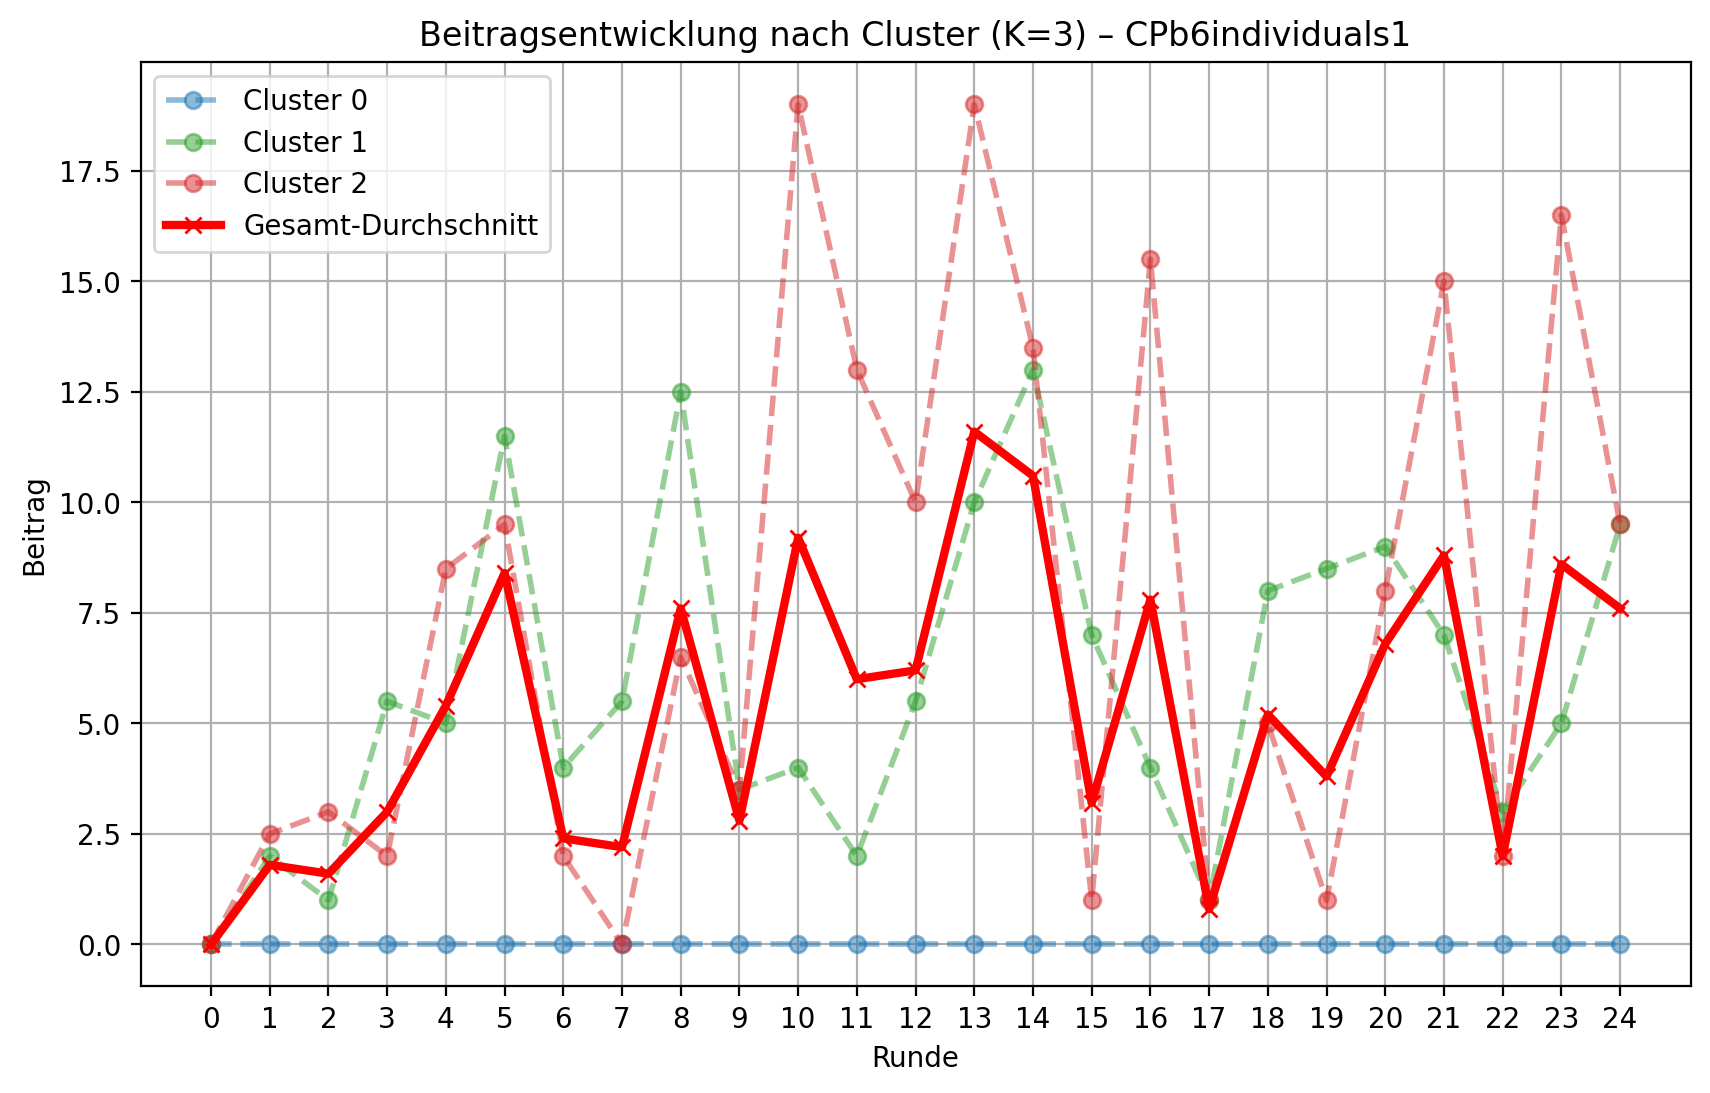 Beitragsentwicklung nach Cluster (K=3) – CPb6individuals1
Cluster 0
Cluster 1
Cluster 2
Gesamt-Durchschnitt
17.5
15.0
12.5
10.0
7.5
5.0
2.5
0.0
Beitrag
0 1 2 3 4 5 6 7 8 9 10 11 12 13 14 15 16 17 18 19 20 21 22 23 24
Runde